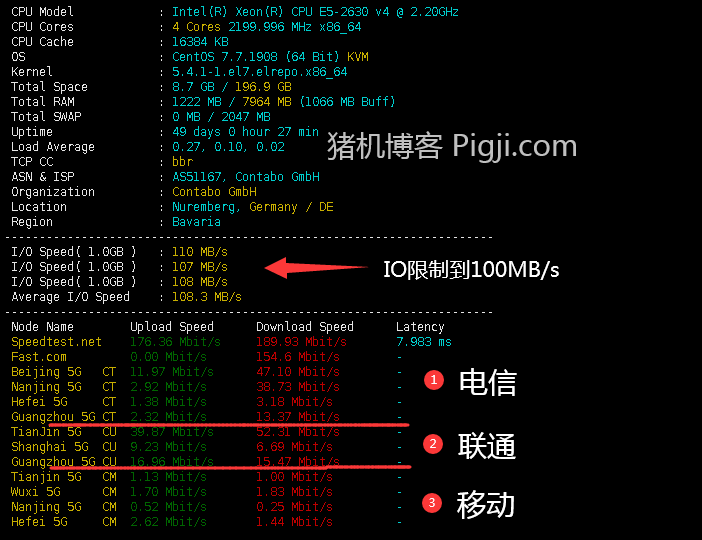 CPU Model : Intel(R) Xeon(R) CPU E5-2630 v4 @ 2.20GHz
CPU Cores : 4 Cores 2199.996 MHz x86_64
CPU Cache : 16384 KB
OS : CentOS 7.7.1908 (64 Bit) KVM
Kernel : 5.4.1-1.el7.elrepo.x86_64
Total Space : 8.7 GB / 196.9 GB
Total RAM : 1222 MB / 7964 MB (1066 MB Buff)
Total SWAP : 0 MB / 2047 MB
Uptime : 49 days 0 hour 27 min
Load Average : 0.27, 0.10, 0.02
猪机博客 Pigji.com
TCP CC : bbr
ASN & ISP : AS51167, Contabo GmbH
Organization : Contabo GmbH
Location : Nuremberg, Germany / DE
Region : Bavaria
I/O Speed( 1.0GB ) : 110 MB/s
I/O Speed( 1.0GB ) : 107 MB/s
IO限制到100MB/s
I/O Speed( 1.0GB ) : 108 MB/s
Average I/O Speed : 108.3 MB/s
Node Name Upload Speed Download Speed Latency
Speedtest.net 176.36 Mbit/s 189.93 Mbit/s 7.983 ms
Fast.com 0.00 Mbit/s 154.6 Mbit/s -
Beijing 5G CT 11.97 Mbit/s 47.10 Mbit/s -
Nanjing 5G CT 2.92 Mbit/s 38.73 Mbit/s -
1 电信
Hefei 5G CT 1.38 Mbit/s 3.18 Mbit/s -
Guangzhou 5G CT 2.32 Mbit/s 13.37 Mbit/s -
TianJin 5G CU 39.87 Mbit/s 52.31 Mbit/s -
Shanghai 5G CU 9.23 Mbit/s 6.69 Mbit/s -
2 联通
Guangzhou 5G CU 16.96 Mbit/s 15.47 Mbit/s -
Tianjin 5G CM 1.13 Mbit/s 1.00 Mbit/s -
Wuxi 5G CM 1.70 Mbit/s 1.83 Mbit/s -
3 移动
Nanjing 5G CM 0.52 Mbit/s 0.25 Mbit/s -
Hefei 5G CM 2.62 Mbit/s 1.44 Mbit/s -